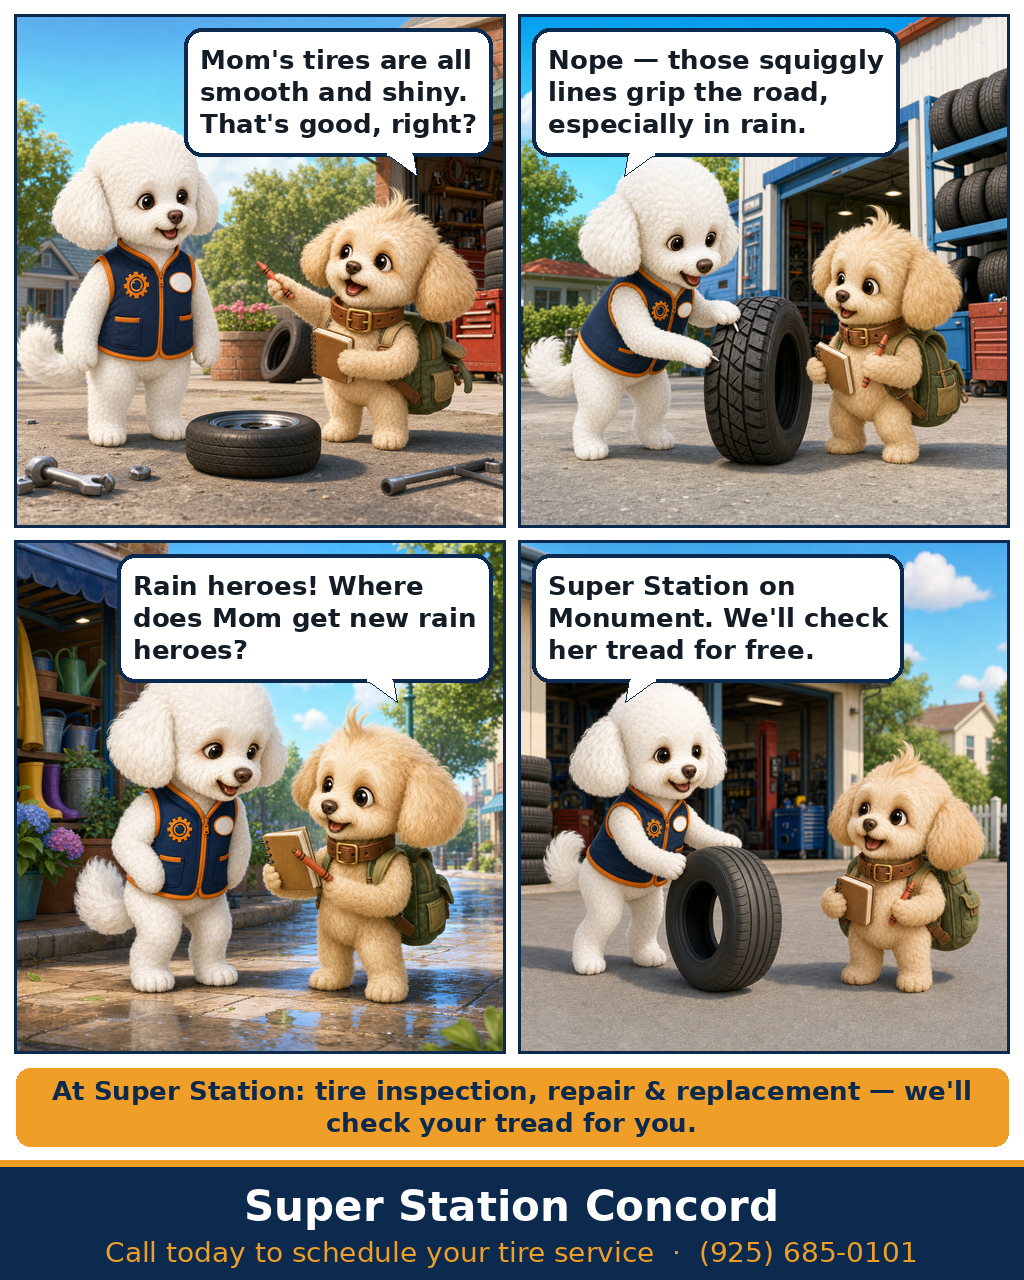 Mom's tires are all
smooth and shiny.
That's good, right?
Nope — those squiggly
lines grip the road,
especially in rain.
Rain heroes! Where
does Mom get new rain
heroes?
Super Station on
Monument. We'll check
her tread for free.
At Super Station: tire inspection, repair & replacement — we'll
check your tread for you.
Super Station Concord
Call today to schedule your tire service · (925) 685-0101